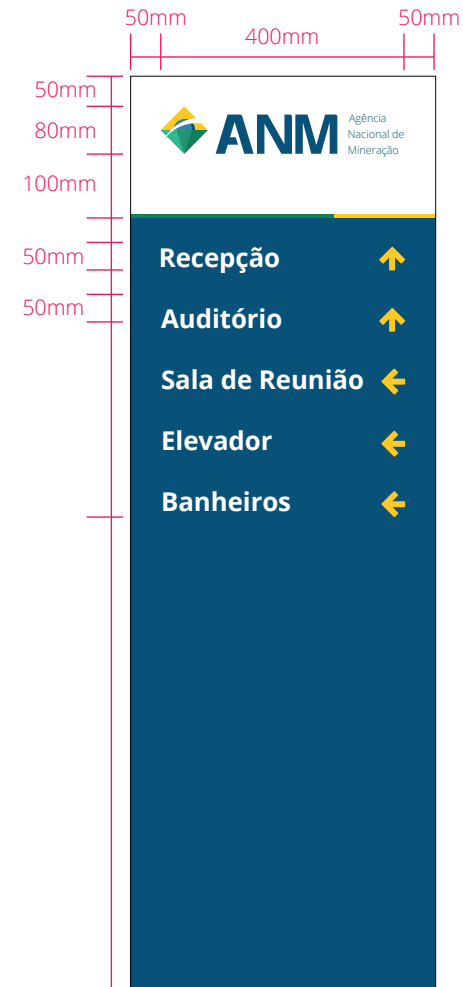 50mm
400mm
50mm
50mm
80mm
100mm
50mm
50mm
ANM
Agência
Nacional de
Mineração
Recepção
Auditório
Sala de Reunião
Elevador
Banheiros